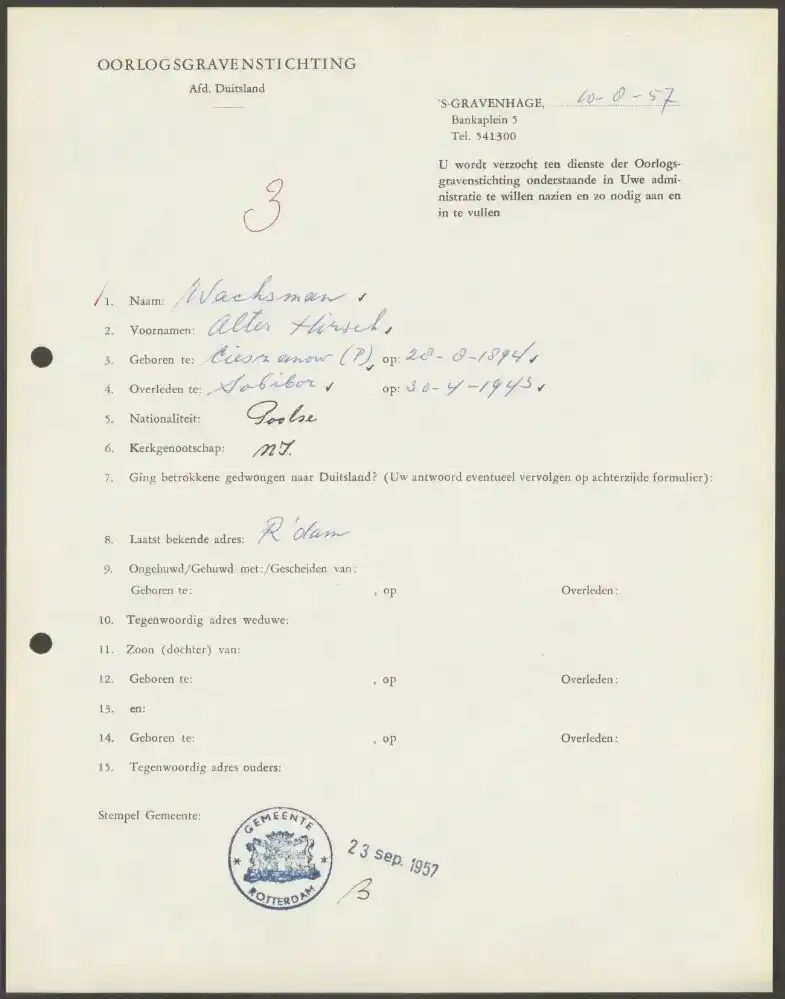 OORLOGSGRAVENSTICHTING
Afd. Duitsland
'S-GRAVENHAGE, 10-8-57
Bankaplein 5
Tel. 541300
U wordt verzocht ten dienste der Oorlogs-
gravenstichting onderstaande in Uwe admi-
nistratie te willen nazien en zo nodig aan en
in te vullen
3
1. Naam: Wachsman
2. Voornamen: Alter Hirsch
3. Geboren te: Cieszanow (P) op: 28-8-1894
4. Overleden te: Sobibor op: 30-4-1943
5. Nationaliteit: Poolse
6. Kerkgenootschap: NI.
7. Ging betrokkene gedwongen naar Duitsland? (Uw antwoord eventueel vervolgen op achterzijde formulier):
8. Laatst bekende adres: R'dam
9. Ongehuwd/Gehuwd met:/Gescheiden van:
Geboren te: , op Overleden:
10. Tegenwoordig adres weduwe:
11. Zoon (dochter) van:
12. Geboren te: , op Overleden:
13. en:
14. Geboren te: , op Overleden:
15. Tegenwoordig adres ouders:
Stempel Gemeente:
GEMEENTE
* *
ROTTERDAM
23 sep. 1957
B